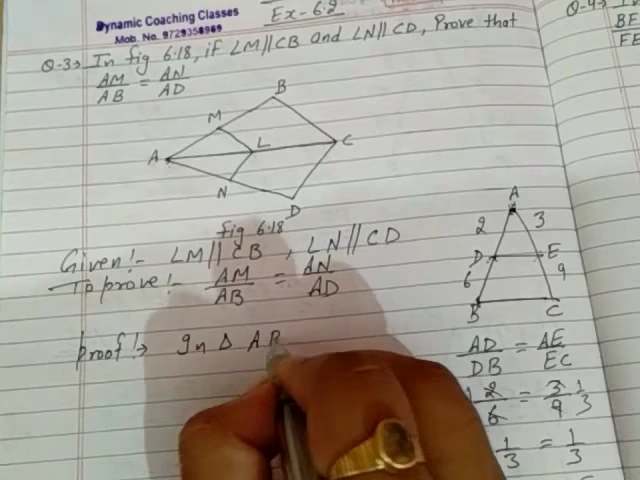 Dynamic Coaching Classes
Mob. No. 9729358989
Ex-6.2
Q-3→ In fig 6.18, if LM||CB and LN||CD, Prove that
AM/AB = AN/AD
B
M
L
C
A
N
D
fig 6.18
Given!- LM||CB, LN||CD
To prove!- AM/AB = AN/AD
proof!→ In Δ AB
A
2 3
D E
6 9
B C
AD/DB = AE/EC
2/6 = 3/9 1/3
1/3 = 1/3